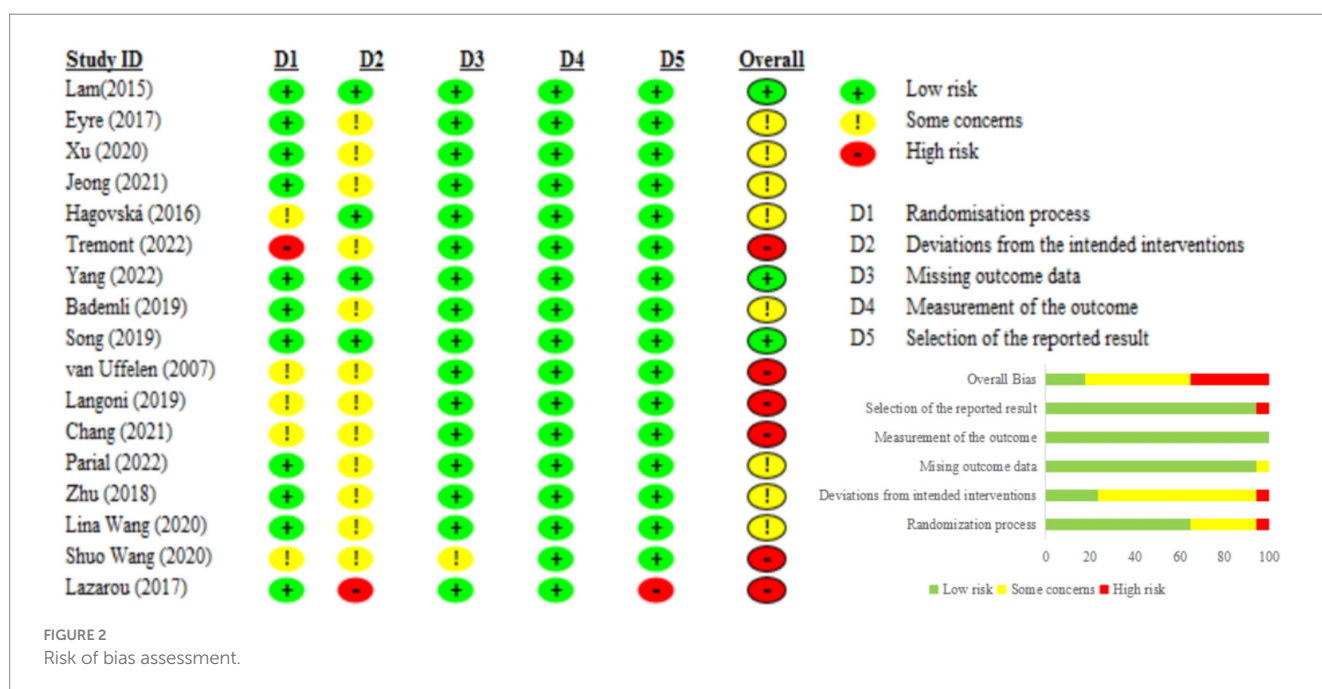 Study ID D1 D2 D3 D4 D5 Overall
Lam(2015) + + + + + + + Low risk
Eyre (2017) + ! + + + ! ! Some concerns
Xu (2020) + ! + + + ! - High risk
Jeong (2021) + ! + + + !
Hagovská (2016) ! + + + + ! D1 Randomisation process
Tremont (2022) - ! + + + - D2 Deviations from the intended interventions
Yang (2022) + + + + + + D3 Missing outcome data
Bademli (2019) + ! + + + ! D4 Measurement of the outcome
Song (2019) + + + + + + D5 Selection of the reported result
van Uffelen (2007) ! ! + + + -
Langoni (2019) ! ! + + + -
Chang (2021) ! ! + + + -
Parial (2022) + ! + + + !
Zhu (2018) + ! + + + !
Lina Wang (2020) + ! + + + !
Shuo Wang (2020) ! ! ! + + -
Lazarou (2017) + - + + - -
Overall Bias
Selection of the reported result
Measurement of the outcome
Mising outcome data
Deviations from intended interventions
Randomization process
0 20 40 60 80 100
Low risk Some concerns High risk
FIGURE 2
Risk of bias assessment.